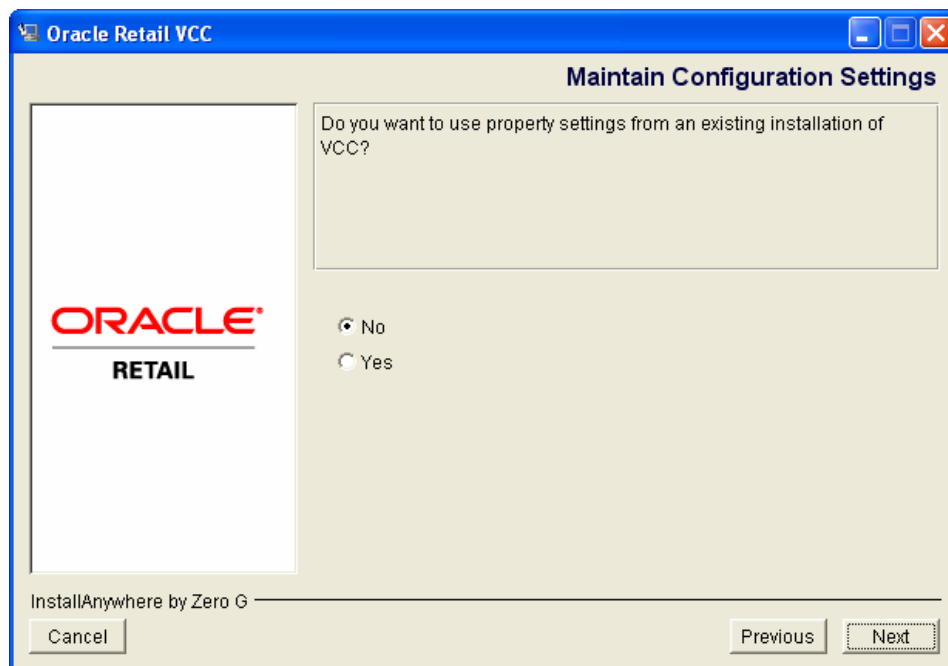 Oracle Retail VCC
Maintain Configuration Settings
Do you want to use property settings from an existing installation of
VCC?
ORACLE®
RETAIL
No
Yes
InstallAnywhere by Zero G
Cancel
Previous
Next